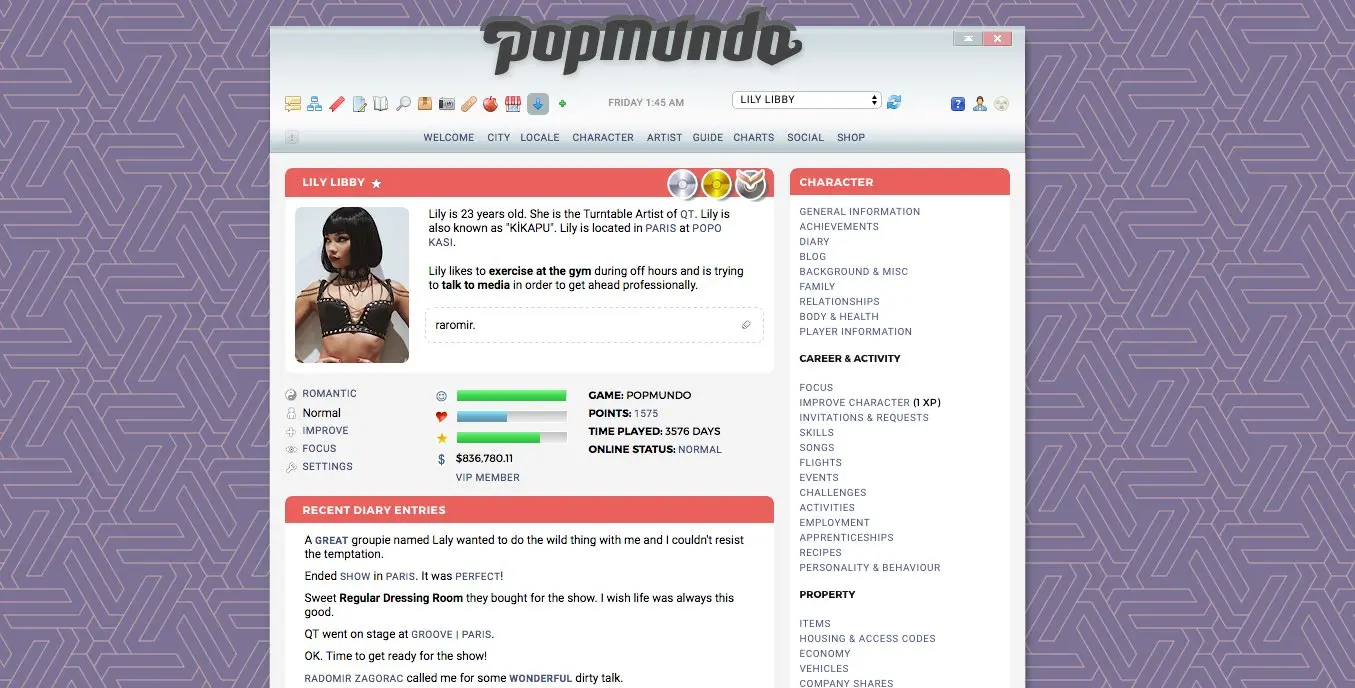 popmundo
FRIDAY 1:45 AM
LILY LIBBY
WELCOME CITY LOCALE CHARACTER ARTIST GUIDE CHARTS SOCIAL SHOP
LILY LIBBY
Lily is 23 years old. She is the Turntable Artist of QT. Lily is
also known as "KİKAPU". Lily is located in PARIS at POPO
KASI.
Lily likes to exercise at the gym during off hours and is trying
to talk to media in order to get ahead professionally.
raromir.
ROMANTIC
Normal
IMPROVE
FOCUS
SETTINGS
$836,780.11
VIP MEMBER
GAME: POPMUNDO
POINTS: 1575
TIME PLAYED: 3576 DAYS
ONLINE STATUS: NORMAL
RECENT DIARY ENTRIES
A GREAT groupie named Laly wanted to do the wild thing with me and I couldn't resist
the temptation.
Ended SHOW in PARIS. It was PERFECT!
Sweet Regular Dressing Room they bought for the show. I wish life was always this
good.
QT went on stage at GROOVE | PARIS.
OK. Time to get ready for the show!
RADOMIR ZAGORAC called me for some WONDERFUL dirty talk.
CHARACTER
GENERAL INFORMATION
ACHIEVEMENTS
DIARY
BLOG
BACKGROUND & MISC
FAMILY
RELATIONSHIPS
BODY & HEALTH
PLAYER INFORMATION
CAREER & ACTIVITY
FOCUS
IMPROVE CHARACTER (1 XP)
INVITATIONS & REQUESTS
SKILLS
SONGS
FLIGHTS
EVENTS
CHALLENGES
ACTIVITIES
EMPLOYMENT
APPRENTICESHIPS
RECIPES
PERSONALITY & BEHAVIOUR
PROPERTY
ITEMS
HOUSING & ACCESS CODES
ECONOMY
VEHICLES
COMPANY SHARES